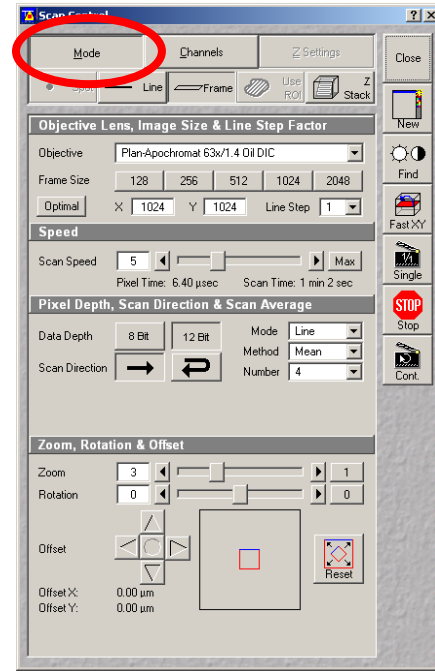 Scan Control
Mode Channels Z Settings
Spot Line Frame Use ROI Z Stack
Objective Lens, Image Size & Line Step Factor
Objective Plan-Apochromat 63x/1.4 Oil DIC
Frame Size 128 256 512 1024 2048
Optimal X 1024 Y 1024 Line Step 1
Speed
Scan Speed 5 Max
Pixel Time: 6.40 µsec Scan Time: 1 min 2 sec
Pixel Depth, Scan Direction & Scan Average
Data Depth 8 Bit 12 Bit Mode Line
Method Mean
Scan Direction Number 4
Zoom, Rotation & Offset
Zoom 3 1
Rotation 0 0
Offset
Reset
Offset X: 0.00 µm
Offset Y: 0.00 µm
Close
New
Find
Fast XY
1/1
Single
STOP
Stop
Cont.